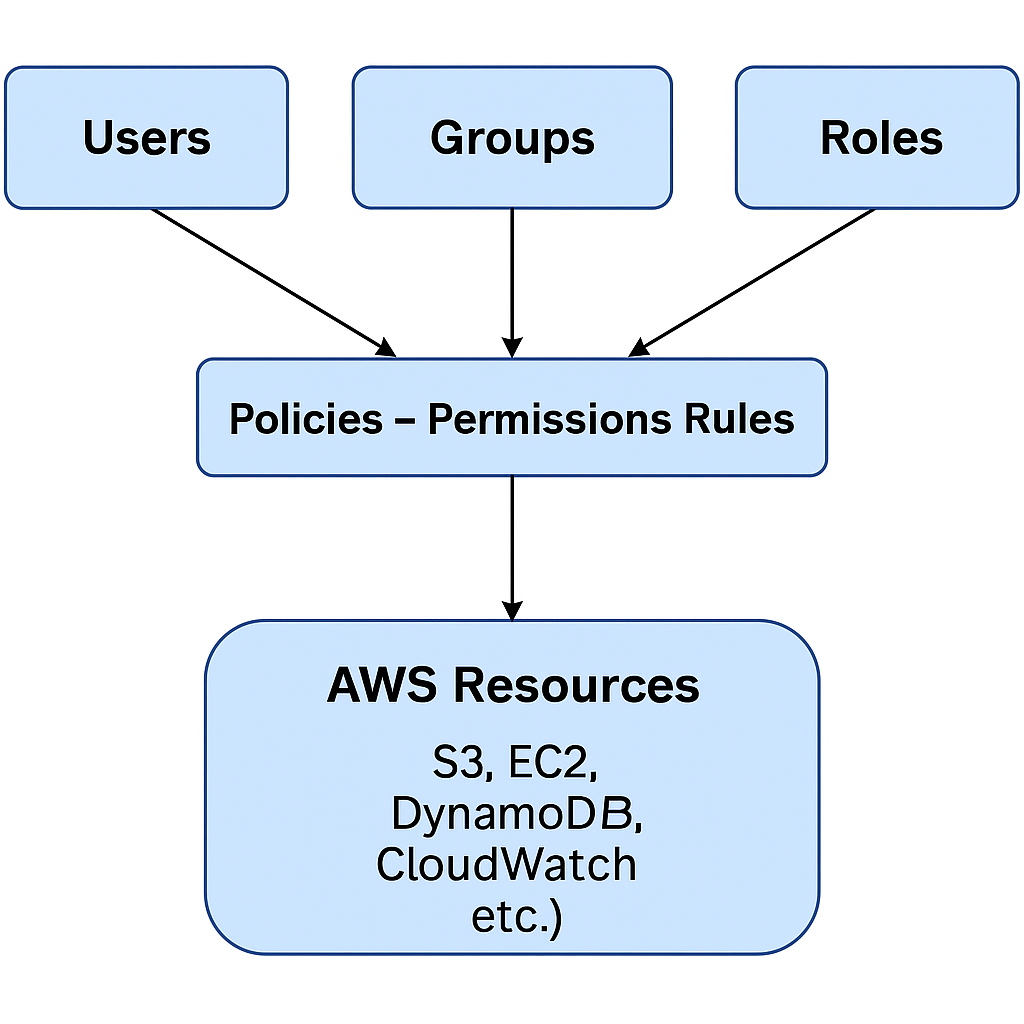 Users
Groups
Roles
Policies – Permissions Rules
AWS Resources
S3, EC2,
DynamoDB,
CloudWatch
etc.)